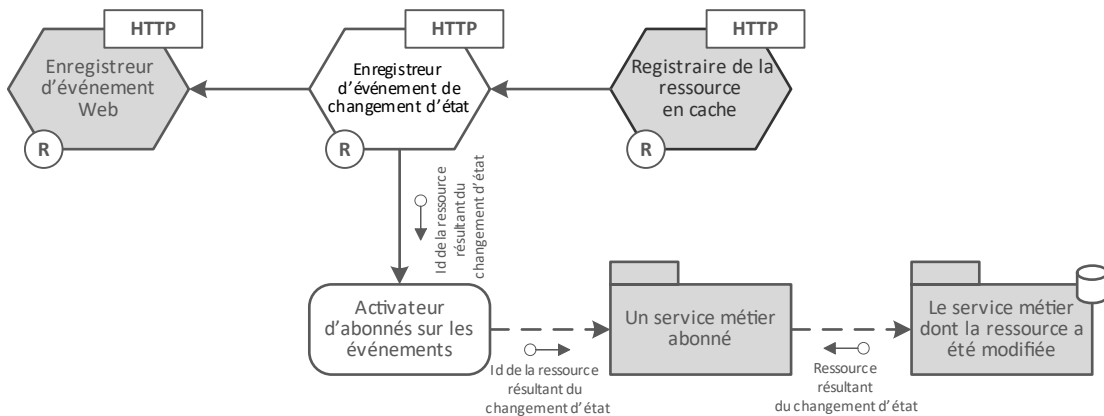 HTTP
Enregistreur
d'événement
Web
R
HTTP
Enregistreur
d'événement de
changement d'état
R
HTTP
Registraire de la
ressource
en cache
R
Id de la ressource
résultant du
changement d'état
Activateur
d'abonnés sur les
événements
Id de la ressource
résultant du
changement d'état
Un service métier
abonné
Ressource
résultant
du changement d'état
Le service métier
dont la ressource a
été modifiée